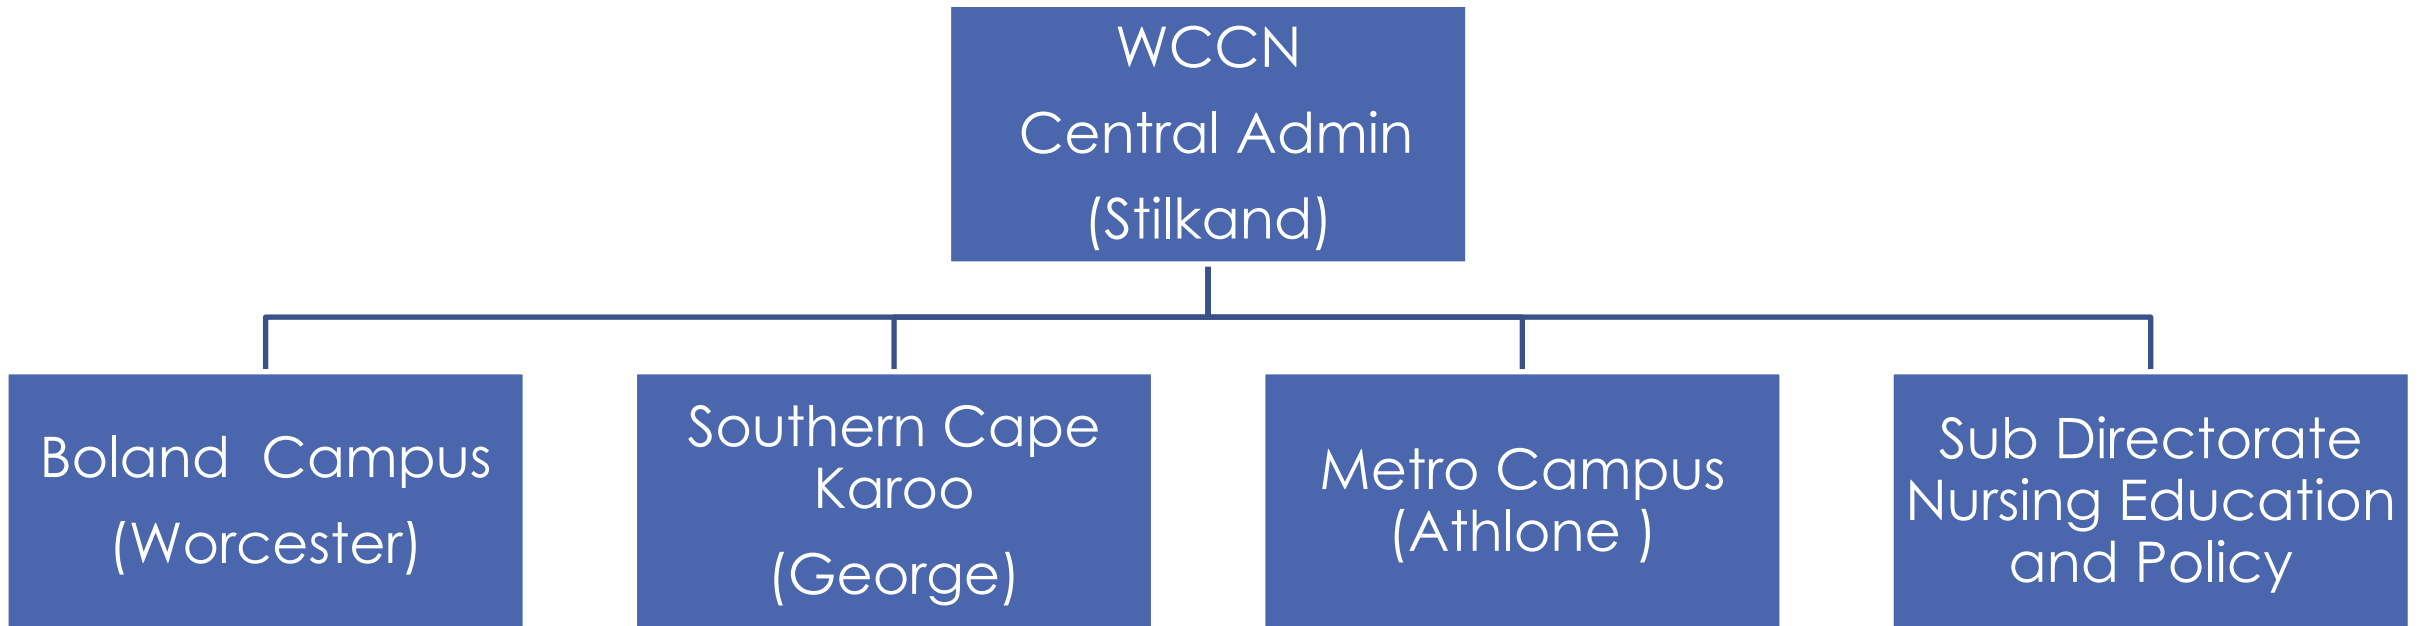 WCCN
Central Admin
(Stilkand)
Boland  Campus
(Worcester)
Southern Cape
Karoo
(George)
Metro Campus
(Athlone )
Sub Directorate
Nursing Education
and Policy